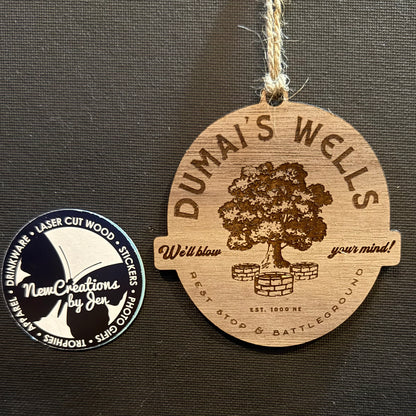 DUMAI'S WELLS
We'll blow your mind!
REST STOP & BATTLEGROUND
EST. 1000 NE
DRINKWARE • LASER CUT WOOD • STICKERS • PHOTO GIFTS • TROPHIES • APPAREL •
NewCreations
by Jen